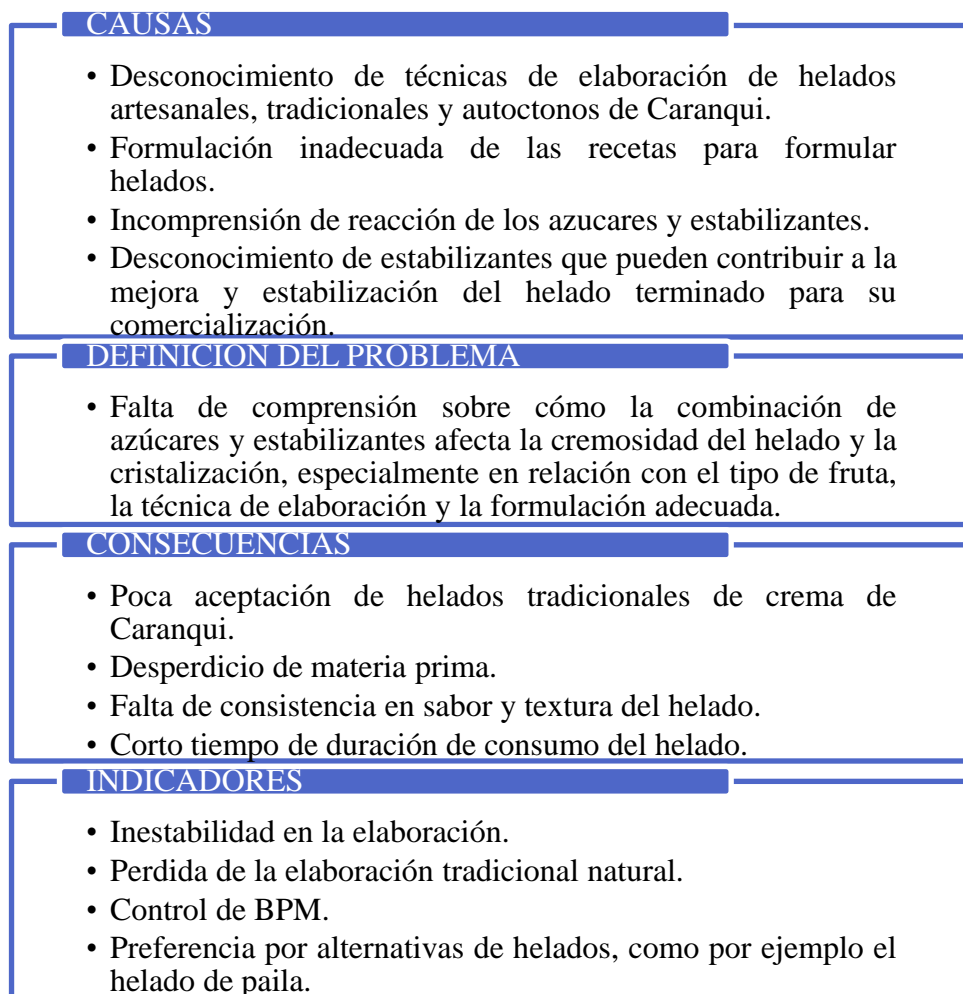 CAUSAS
• Desconocimiento de técnicas de elaboración de helados
artesanales, tradicionales y autoctonos de Caranqui.
• Formulación inadecuada de las recetas para formular
helados.
• Incomprensión de reacción de los azucares y estabilizantes.
• Desconocimiento de estabilizantes que pueden contribuir a la
mejora y estabilización del helado terminado para su
comercialización.
DEFINICION DEL PROBLEMA
• Falta de comprensión sobre cómo la combinación de
azúcares y estabilizantes afecta la cremosidad del helado y la
cristalización, especialmente en relación con el tipo de fruta,
la técnica de elaboración y la formulación adecuada.
CONSECUENCIAS
• Poca aceptación de helados tradicionales de crema de
Caranqui.
• Desperdicio de materia prima.
• Falta de consistencia en sabor y textura del helado.
• Corto tiempo de duración de consumo del helado.
INDICADORES
• Inestabilidad en la elaboración.
• Perdida de la elaboración tradicional natural.
• Control de BPM.
• Preferencia por alternativas de helados, como por ejemplo el
helado de paila.